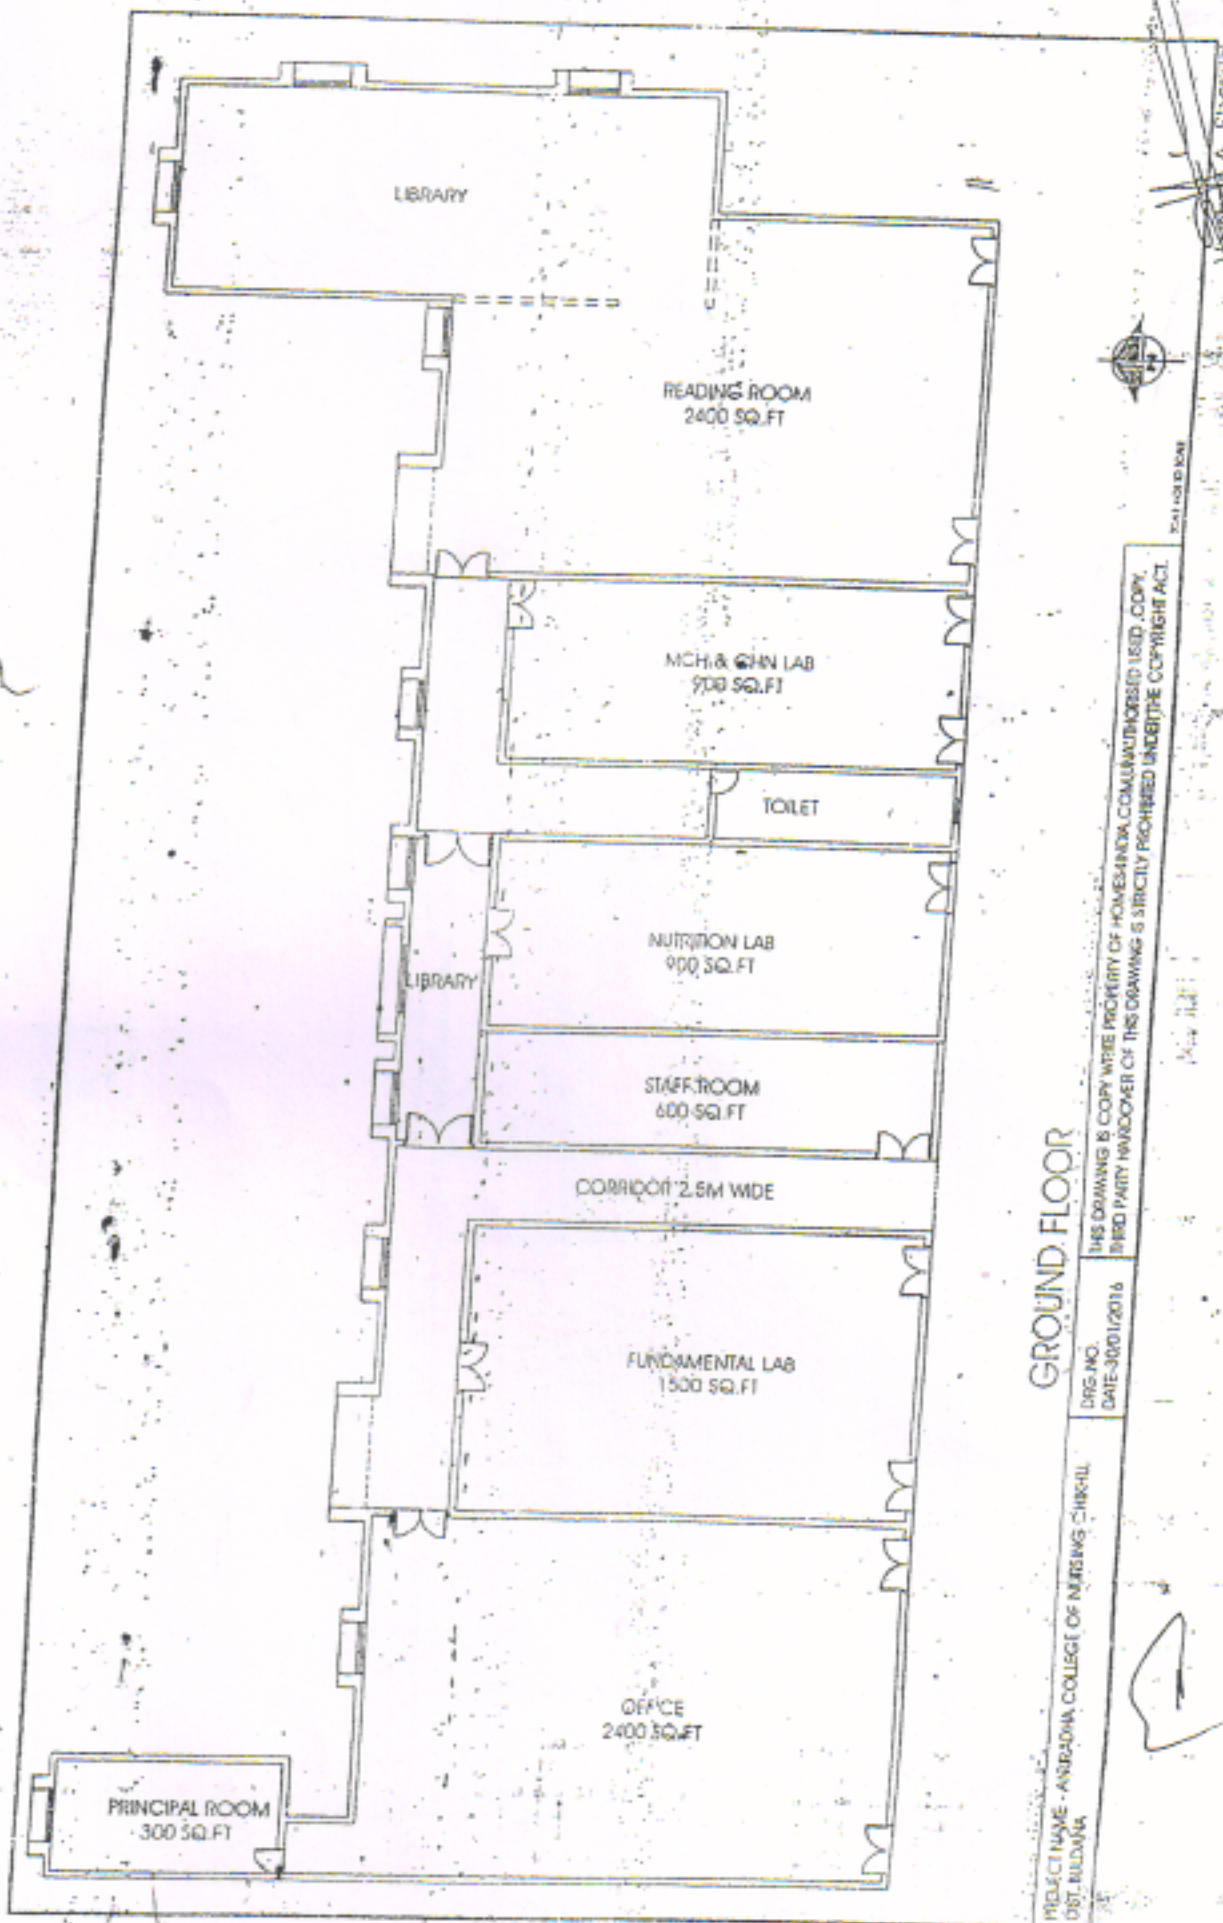 LIBRARY
READING ROOM
2400 SQ.FT
MCH & CHN LAB
900 SQ.FT
TOILET
NUTRITION LAB
900 SQ.FT
LIBRARY
STAFF ROOM
600 SQ.FT
CORRIDOR 2.5M WIDE
FUNDAMENTAL LAB
1500 SQ.FT
OFFICE
2400 SQ.FT
PRINCIPAL ROOM
300 SQ.FT
GROUND FLOOR
PROJECT NAME - ANURADHA COLLEGE OF NURSING CHIKHLI,
DIST. BULDANA
DRG.NO.
DATE-30/01/2016
THIS DRAWING IS COPY WRITE PROPERTY OF HOMES4INDIA.COM.UNAUTHORISED USED ,COPY,
THIRD PARTY HANDOVER OF THIS DRAWING IS STRICTLY PROHIBITED UNDER THE COPYRIGHT ACT.